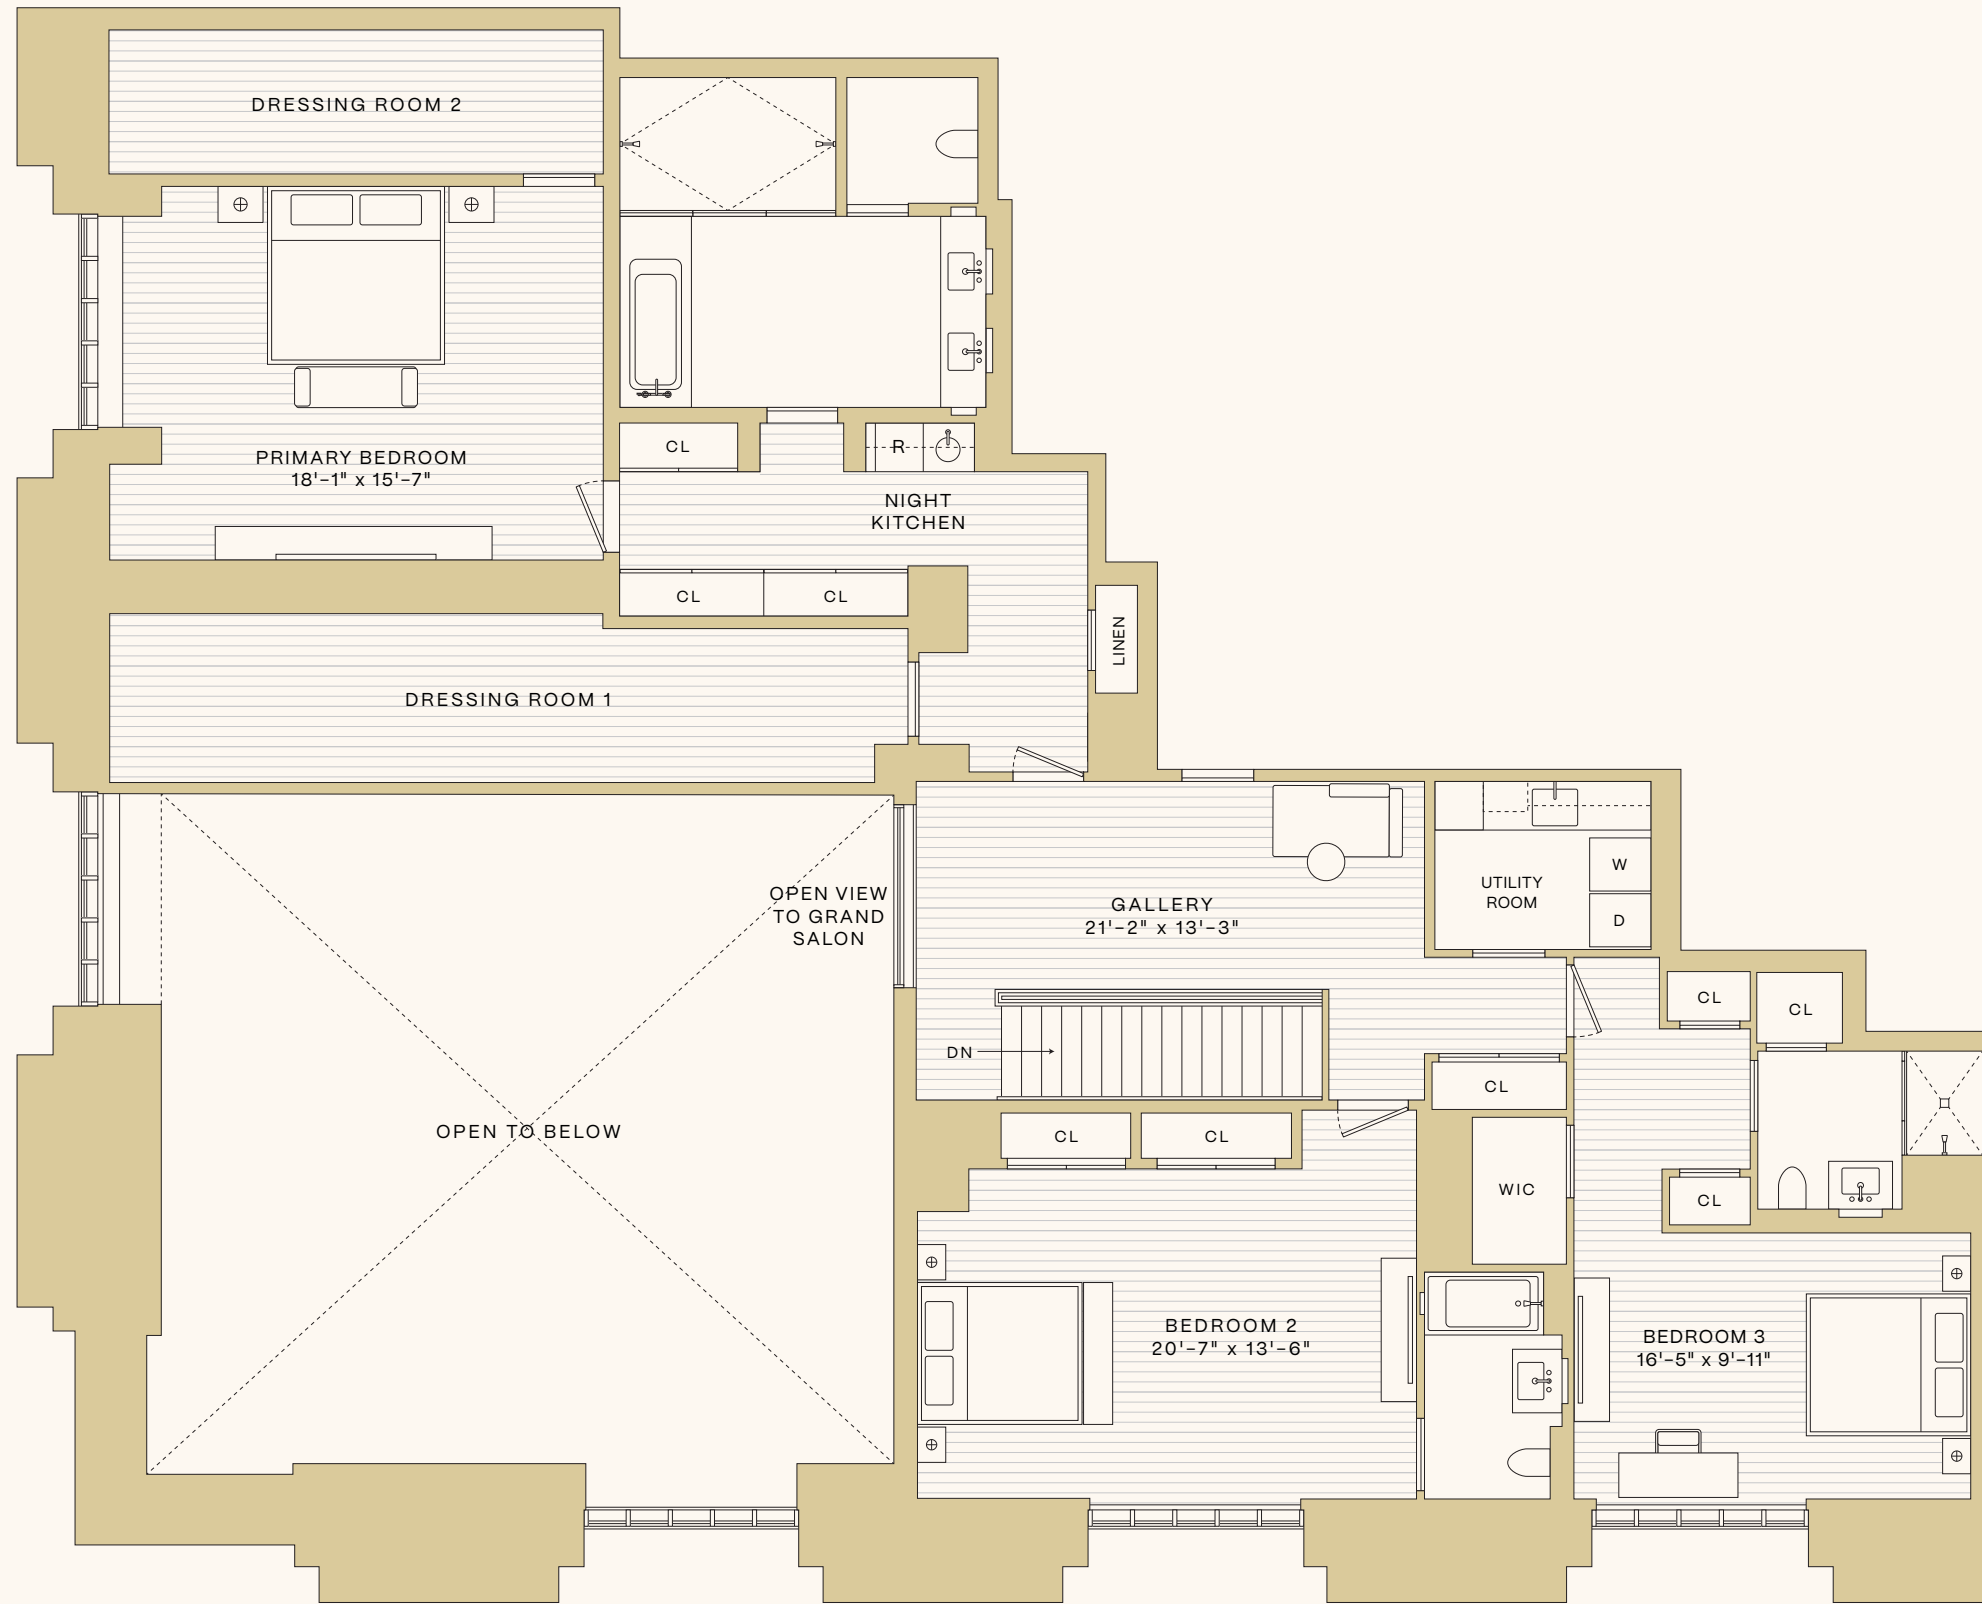 DRESSING ROOM 2
PRIMARY BEDROOM
18'-1" x 15'-7"
CL
R
NIGHT
KITCHEN
CL
CL
LINEN
DRESSING ROOM 1
OPEN VIEW
TO GRAND
SALON
GALLERY
21'-2" x 13'-3"
UTILITY
ROOM
W
D
CL
CL
DN
CL
OPEN TO BELOW
CL
CL
WIC
CL
BEDROOM 2
20'-7" x 13'-6"
BEDROOM 3
16'-5" x 9'-11"